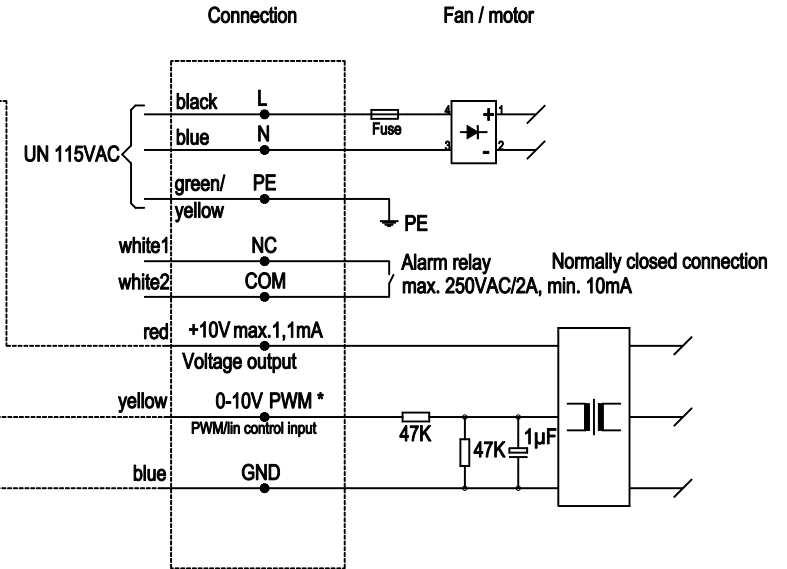 Connection Fan / motor
black L
4 + 1
Fuse
blue N
3 - 2
UN 115VAC
green/ PE
yellow
PE
white1 NC
Alarm relay Normally closed connection
white2 COM
max. 250VAC/2A, min. 10mA
red +10V max.1,1mA
Voltage output
yellow 0-10V PWM *
PWM/lin control input
47K
47K 1µF
blue GND